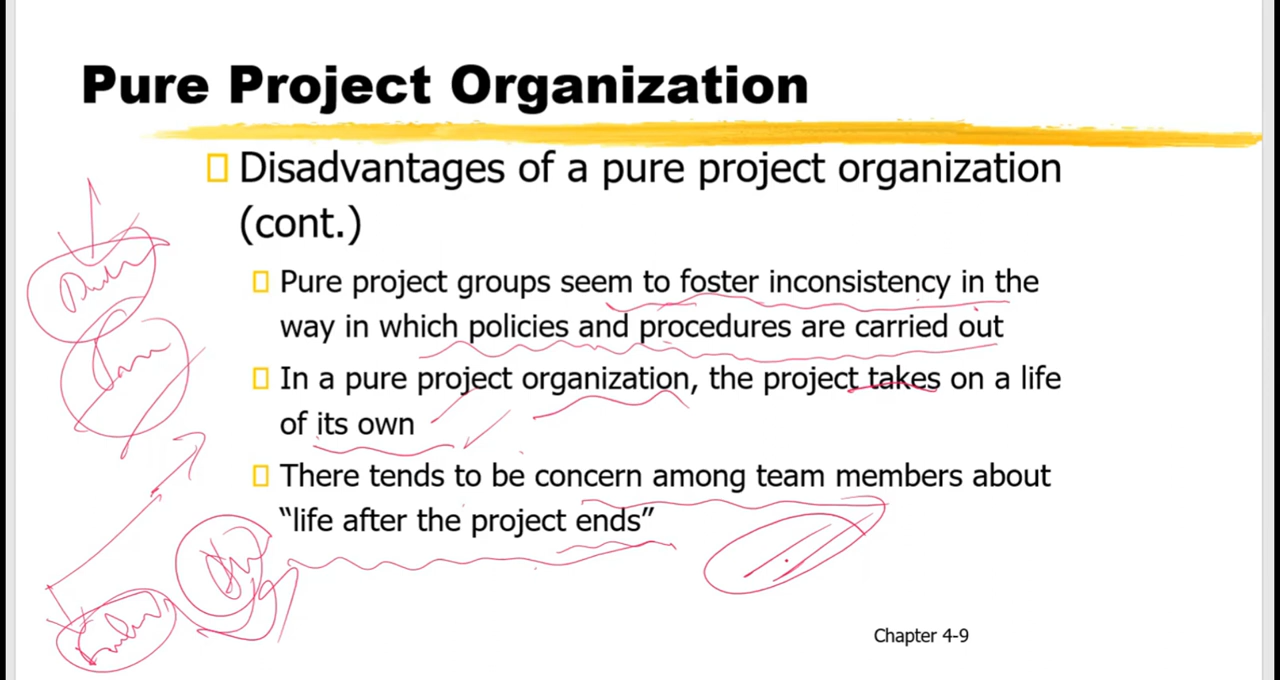 Pure Project Organization
Disadvantages of a pure project organization
(cont.)
Pure project groups seem to foster inconsistency in the
way in which policies and procedures are carried out
In a pure project organization, the project takes on a life
of its own
There tends to be concern among team members about
“life after the project ends”
Chapter 4-9